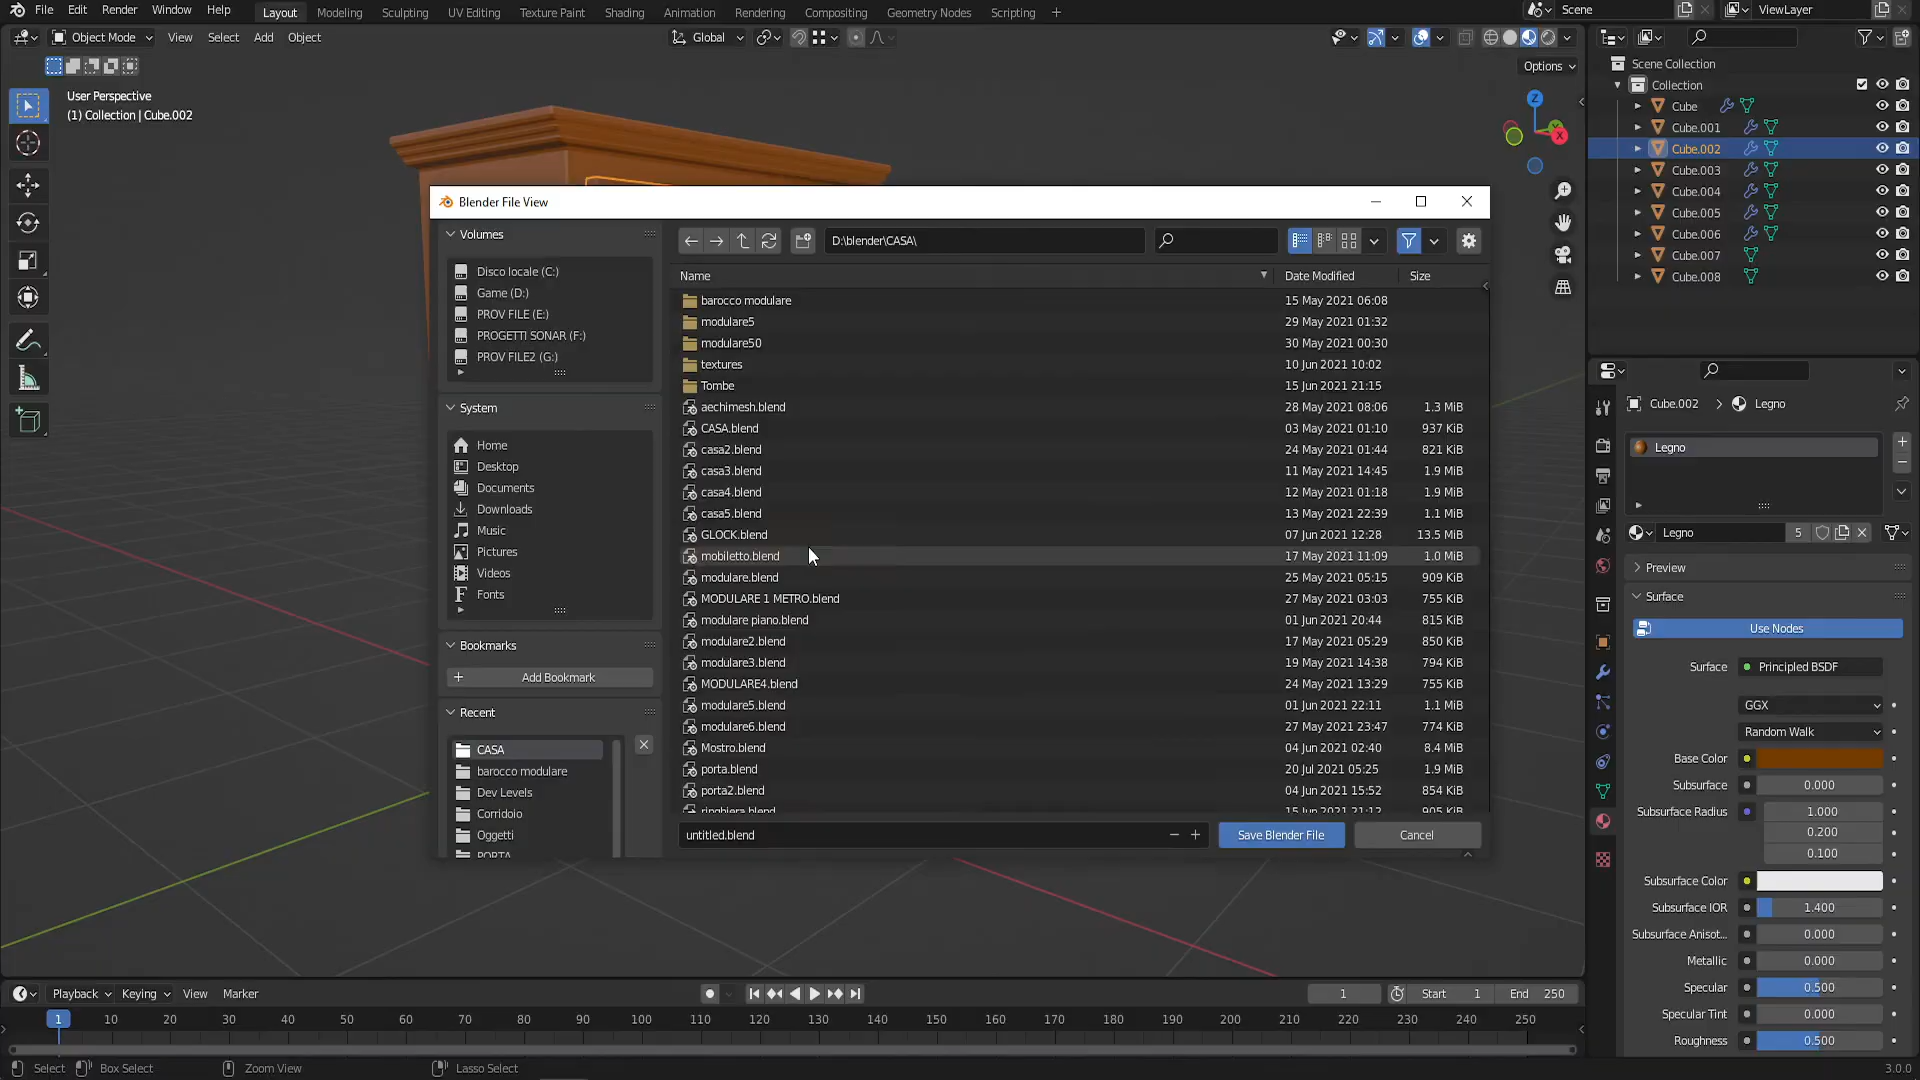 File Edit Render Window Help Layout Modeling Sculpting UV Editing Texture Paint Shading Animation Rendering Compositing Geometry Nodes Scripting + Scene ViewLayer
Object Mode View Select Add Object Global
Options
User Perspective
(1) Collection | Cube.002
Z
X
Scene Collection
Collection
Cube
Cube.001
Cube.002
Cube.003
Cube.004
Cube.005
Cube.006
Cube.007
Cube.008
Blender File View
Volumes
Disco locale (C:)
Game (D:)
PROV FILE (E:)
PROGETTI SONAR (F:)
PROV FILE2 (G:)
System
Home
Desktop
Documents
Downloads
Music
Pictures
Videos
Fonts
Bookmarks
+ Add Bookmark
Recent
CASA
barocco modulare
Dev Levels
Corridoio
Oggetti
PORTA
D:\blender\CASA\
Name Date Modified Size
barocco modulare 15 May 2021 06:08
modulare5 29 May 2021 01:32
modulare50 30 May 2021 00:30
textures 10 Jun 2021 10:02
Tombe 15 Jun 2021 21:15
aechimesh.blend 28 May 2021 08:06 1.3 MiB
CASA.blend 03 May 2021 01:10 937 KiB
casa2.blend 24 May 2021 01:44 821 KiB
casa3.blend 11 May 2021 14:45 1.9 MiB
casa4.blend 12 May 2021 01:18 1.9 MiB
casa5.blend 13 May 2021 22:39 1.1 MiB
GLOCK.blend 07 Jun 2021 12:28 13.5 MiB
mobiletto.blend 17 May 2021 11:09 1.0 MiB
modulare.blend 25 May 2021 05:15 909 KiB
MODULARE 1 METRO.blend 27 May 2021 03:03 755 KiB
modulare piano.blend 01 Jun 2021 20:44 815 KiB
modulare2.blend 17 May 2021 05:29 850 KiB
modulare3.blend 19 May 2021 14:38 794 KiB
MODULARE4.blend 24 May 2021 13:29 755 KiB
modulare5.blend 01 Jun 2021 22:11 1.1 MiB
modulare6.blend 27 May 2021 23:47 774 KiB
Mostro.blend 04 Jun 2021 02:40 8.4 MiB
porta.blend 20 Jul 2021 05:25 1.9 MiB
porta2.blend 04 Jun 2021 15:52 854 KiB
ringhiera.blend 15 Jun 2021 21:12 905 KiB
untitled.blend − + Save Blender File Cancel
Cube.002 > Legno
Legno
Legno 5
Preview
Surface
Use Nodes
Surface Principled BSDF
GGX
Random Walk
Base Color
Subsurface 0.000
Subsurface Radius 1.000
0.200
0.100
Subsurface Color
Subsurface IOR 1.400
Subsurface Anisot... 0.000
Metallic 0.000
Specular 0.500
Specular Tint 0.000
Roughness 0.500
Playback Keying View Marker 1 Start 1 End 250
1 10 20 30 40 50 60 70 80 90 100 110 120 130 140 150 160 170 180 190 200 210 220 230 240 250
Select Box Select Zoom View Lasso Select 3.0.0